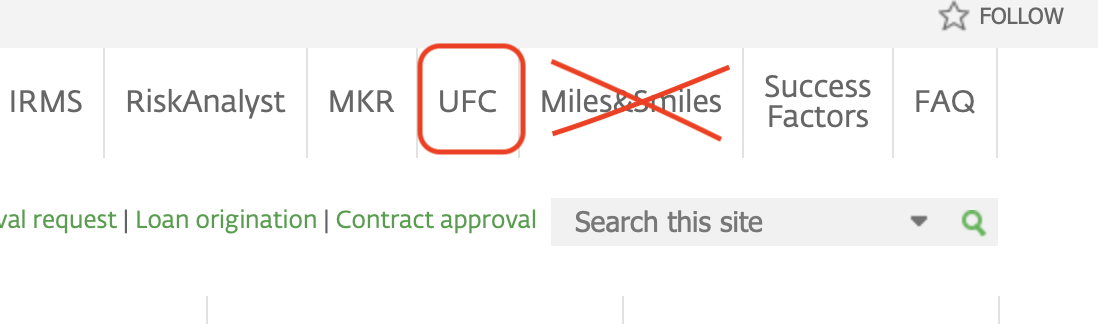 FOLLOW
IRMS
RiskAnalyst
MKR
UFC
Miles&Smiles
Success
Factors
FAQ
val request | Loan origination | Contract approval
Search this site